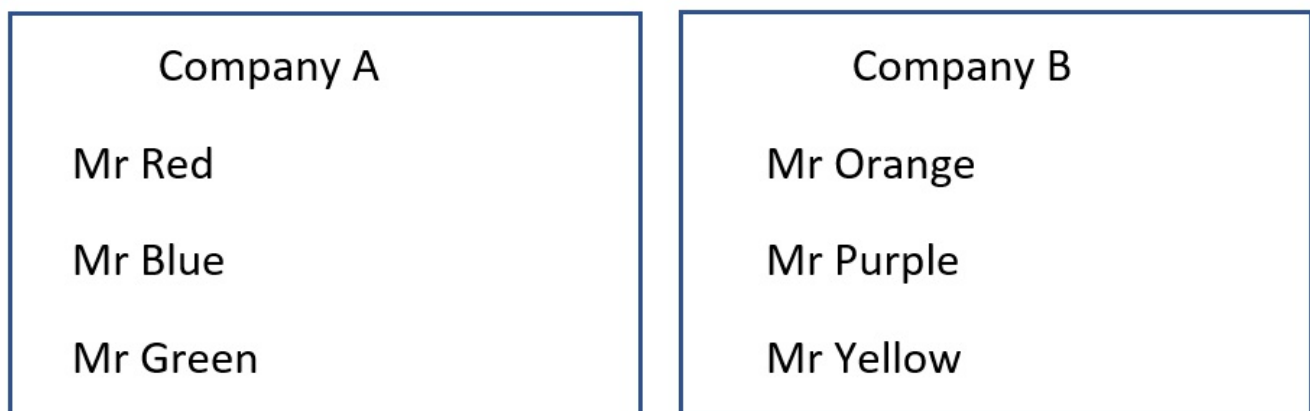 Company A
Mr Red
Mr Blue
Mr Green
Company B
Mr Orange
Mr Purple
Mr Yellow